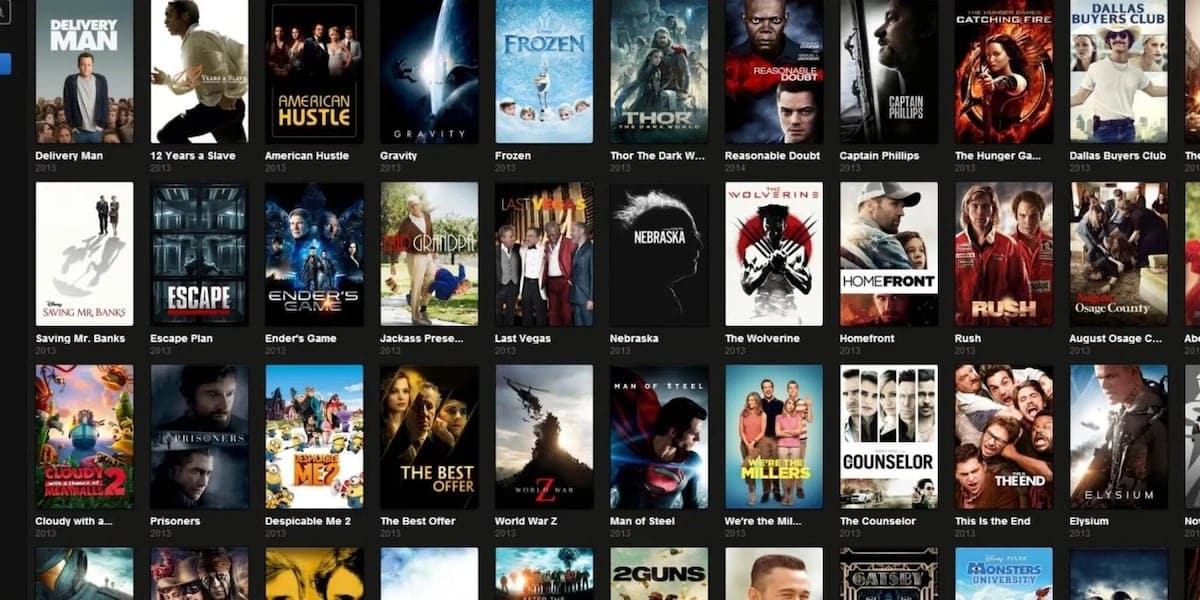 DELIVERY
MAN
12 YEARS A SLAVE
AMERICAN
HUSTLE
GRAVITY
Disney
FROZEN
THOR
THE DARK WORLD
REASONABLE
DOUBT
CAPTAIN
PHILLIPS
THE HUNGER GAMES
CATCHING FIRE
DALLAS
BUYERS CLUB
Delivery Man
12 Years a Slave
American Hustle
Gravity
Frozen
Thor The Dark W...
Reasonable Doubt
Captain Phillips
The Hunger Ga...
Dallas Buyers Club
2013
2013
2013
2013
2013
2013
2014
2013
2013
2013
Disney
SAVING MR. BANKS
ESCAPE
ENDER'S
GAME
GRANDPA
LAST VEGAS
NEBRASKA
THE
WOLVERINE
HOMEFRONT
RUSH
August:
Osage County
Saving Mr. Banks
Escape Plan
Ender's Game
Jackass Prese...
Last Vegas
Nebraska
The Wolverine
Homefront
Rush
August Osage C...
2013
2013
2013
2013
2013
2013
2013
2013
2013
2013
CLOUDY
with a chance of
MEATBALLS 2
PRISONERS
DESPICABLE
ME 2
THE BEST
OFFER
WORLD WAR
Z
MAN OF STEEL
WE'RE THE
MILLERS
THE
COUNSELOR
THIS IS
THE END
ELYSIUM
Cloudy with a...
Prisoners
Despicable Me 2
The Best Offer
World War Z
Man of Steel
We're the Mil...
The Counselor
This Is the End
Elysium
2013
2013
2013
2013
2013
2013
2013
2013
2013
2013
AFTER THE
2GUNS
GATSBY
Disney PIXAR
MONSTERS
UNIVERSITY